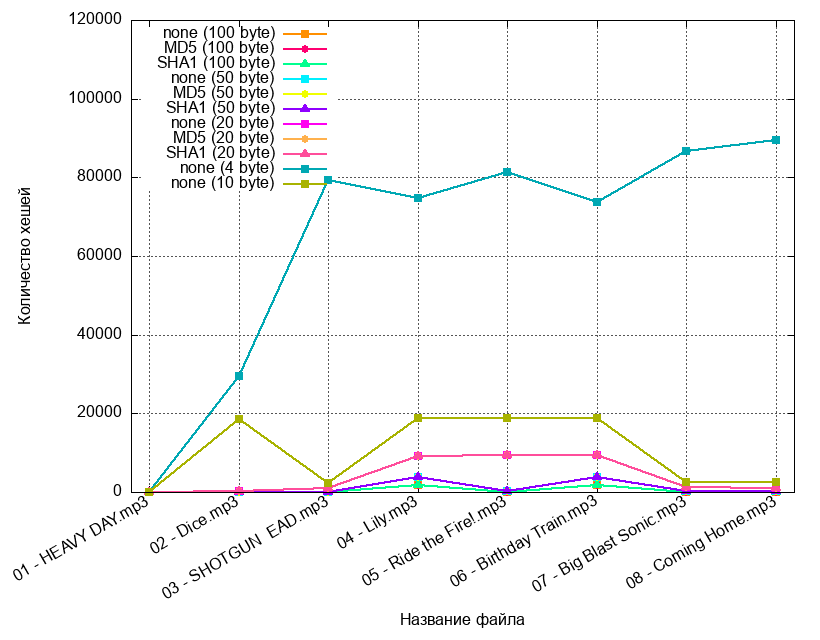 120000
100000
80000
60000
40000
20000
0
Количество хешей
none (100 byte)
MD5 (100 byte)
SHA1 (100 byte)
none (50 byte)
MD5 (50 byte)
SHA1 (50 byte)
none (20 byte)
MD5 (20 byte)
SHA1 (20 byte)
none (4 byte)
none (10 byte)
01 - HEAVY DAY.mp3
02 - Dice.mp3
03 - SHOTGUN EAD.mp3
04 - Lily.mp3
05 - Ride the Fire!.mp3
06 - Birthday Train.mp3
07 - Big Blast Sonic.mp3
08 - Coming Home.mp3
Название файла